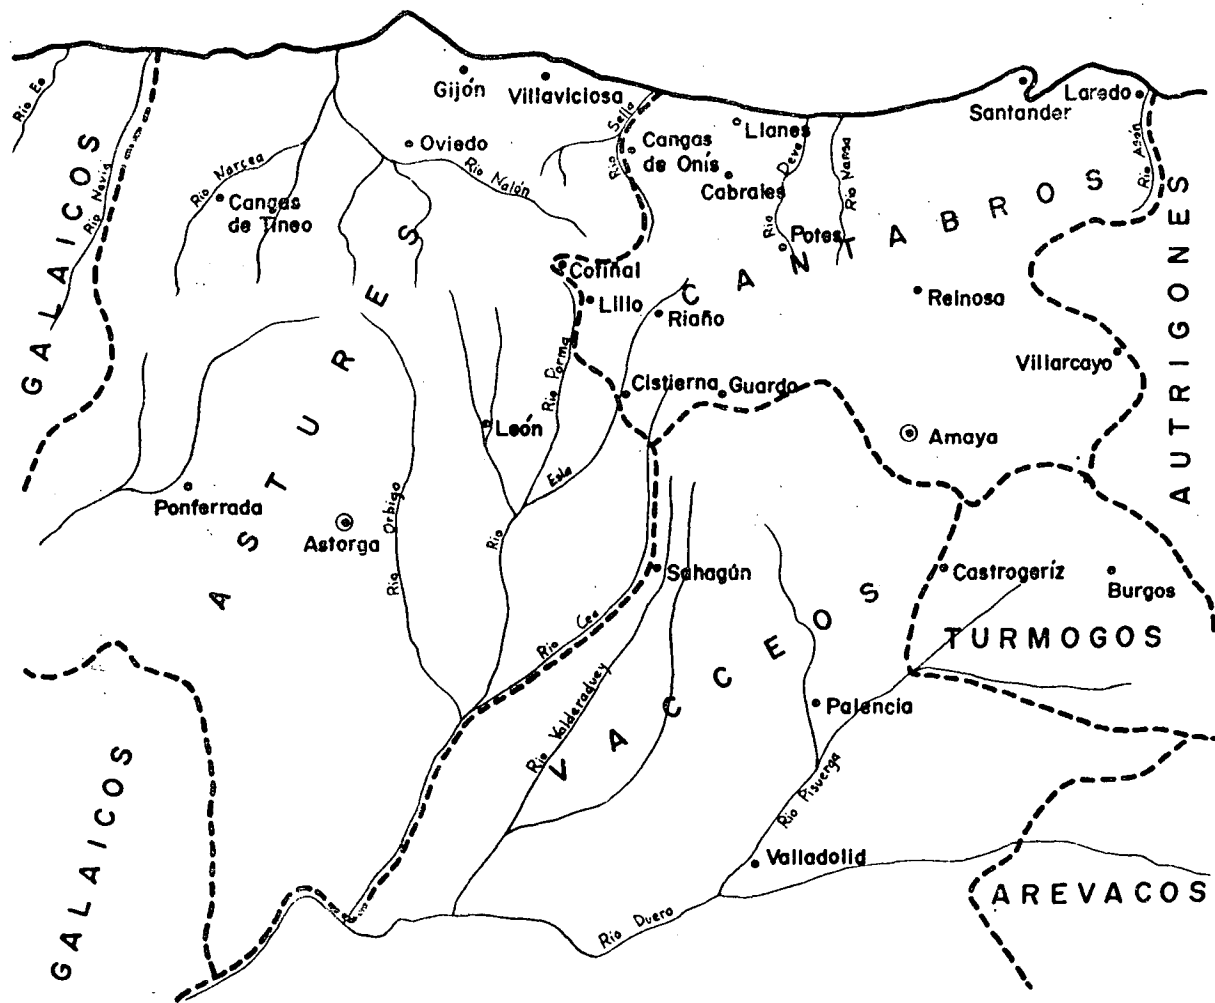 Río Eo
Río Navia
GALAICOS
Gijón
Villaviciosa
Oviedo
Río Narcea
Cangas
de Tineo
Río Nalón
Río Sella
Cangas
de Onís
Llanes
Cabrales
Río Deva
Potes
Río Nansa
Santander
Laredo
Río Asón
CANTABROS
AUTRIGONES
Cofiñal
Lillo
Riaño
Reinosa
Villarcayo
Río Porma
Cistierna
Guardo
León
Amaya
ASTURES
Ponferrada
Astorga
Río Orbigo
Río Esla
Sahagún
Río Cea
Castrogeríz
Burgos
TURMOGOS
VACCEOS
Río Valderaduey
Palencia
Río Pisuerga
Valladolid
Río Duero
AREVACOS
GALAICOS